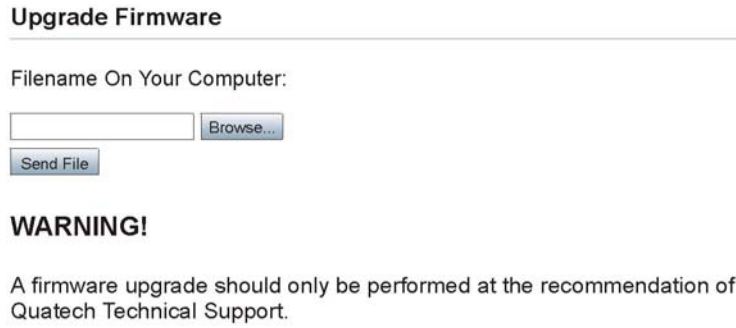 Upgrade Firmware
Filename On Your Computer:
Browse...
Send File
WARNING!
A firmware upgrade should only be performed at the recommendation of
Quatech Technical Support.